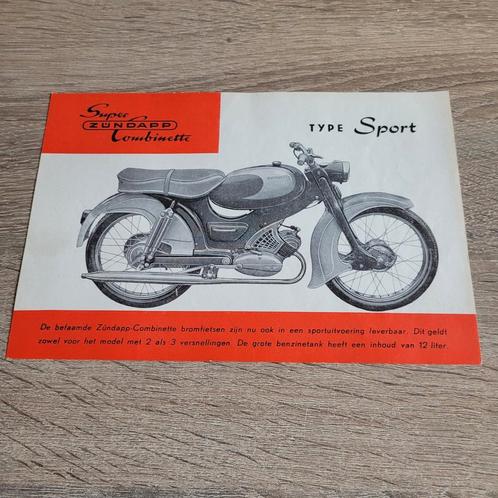 Super
ZÜNDAPP
Combinette
TYPE Sport
De befaamde Zündapp-Combinette bromfietsen zijn nu ook in een sportuitvoering leverbaar. Dit geldt
zowel voor het model met 2 als 3 versnellingen. De grote benzinetank heeft een inhoud van 12 liter.